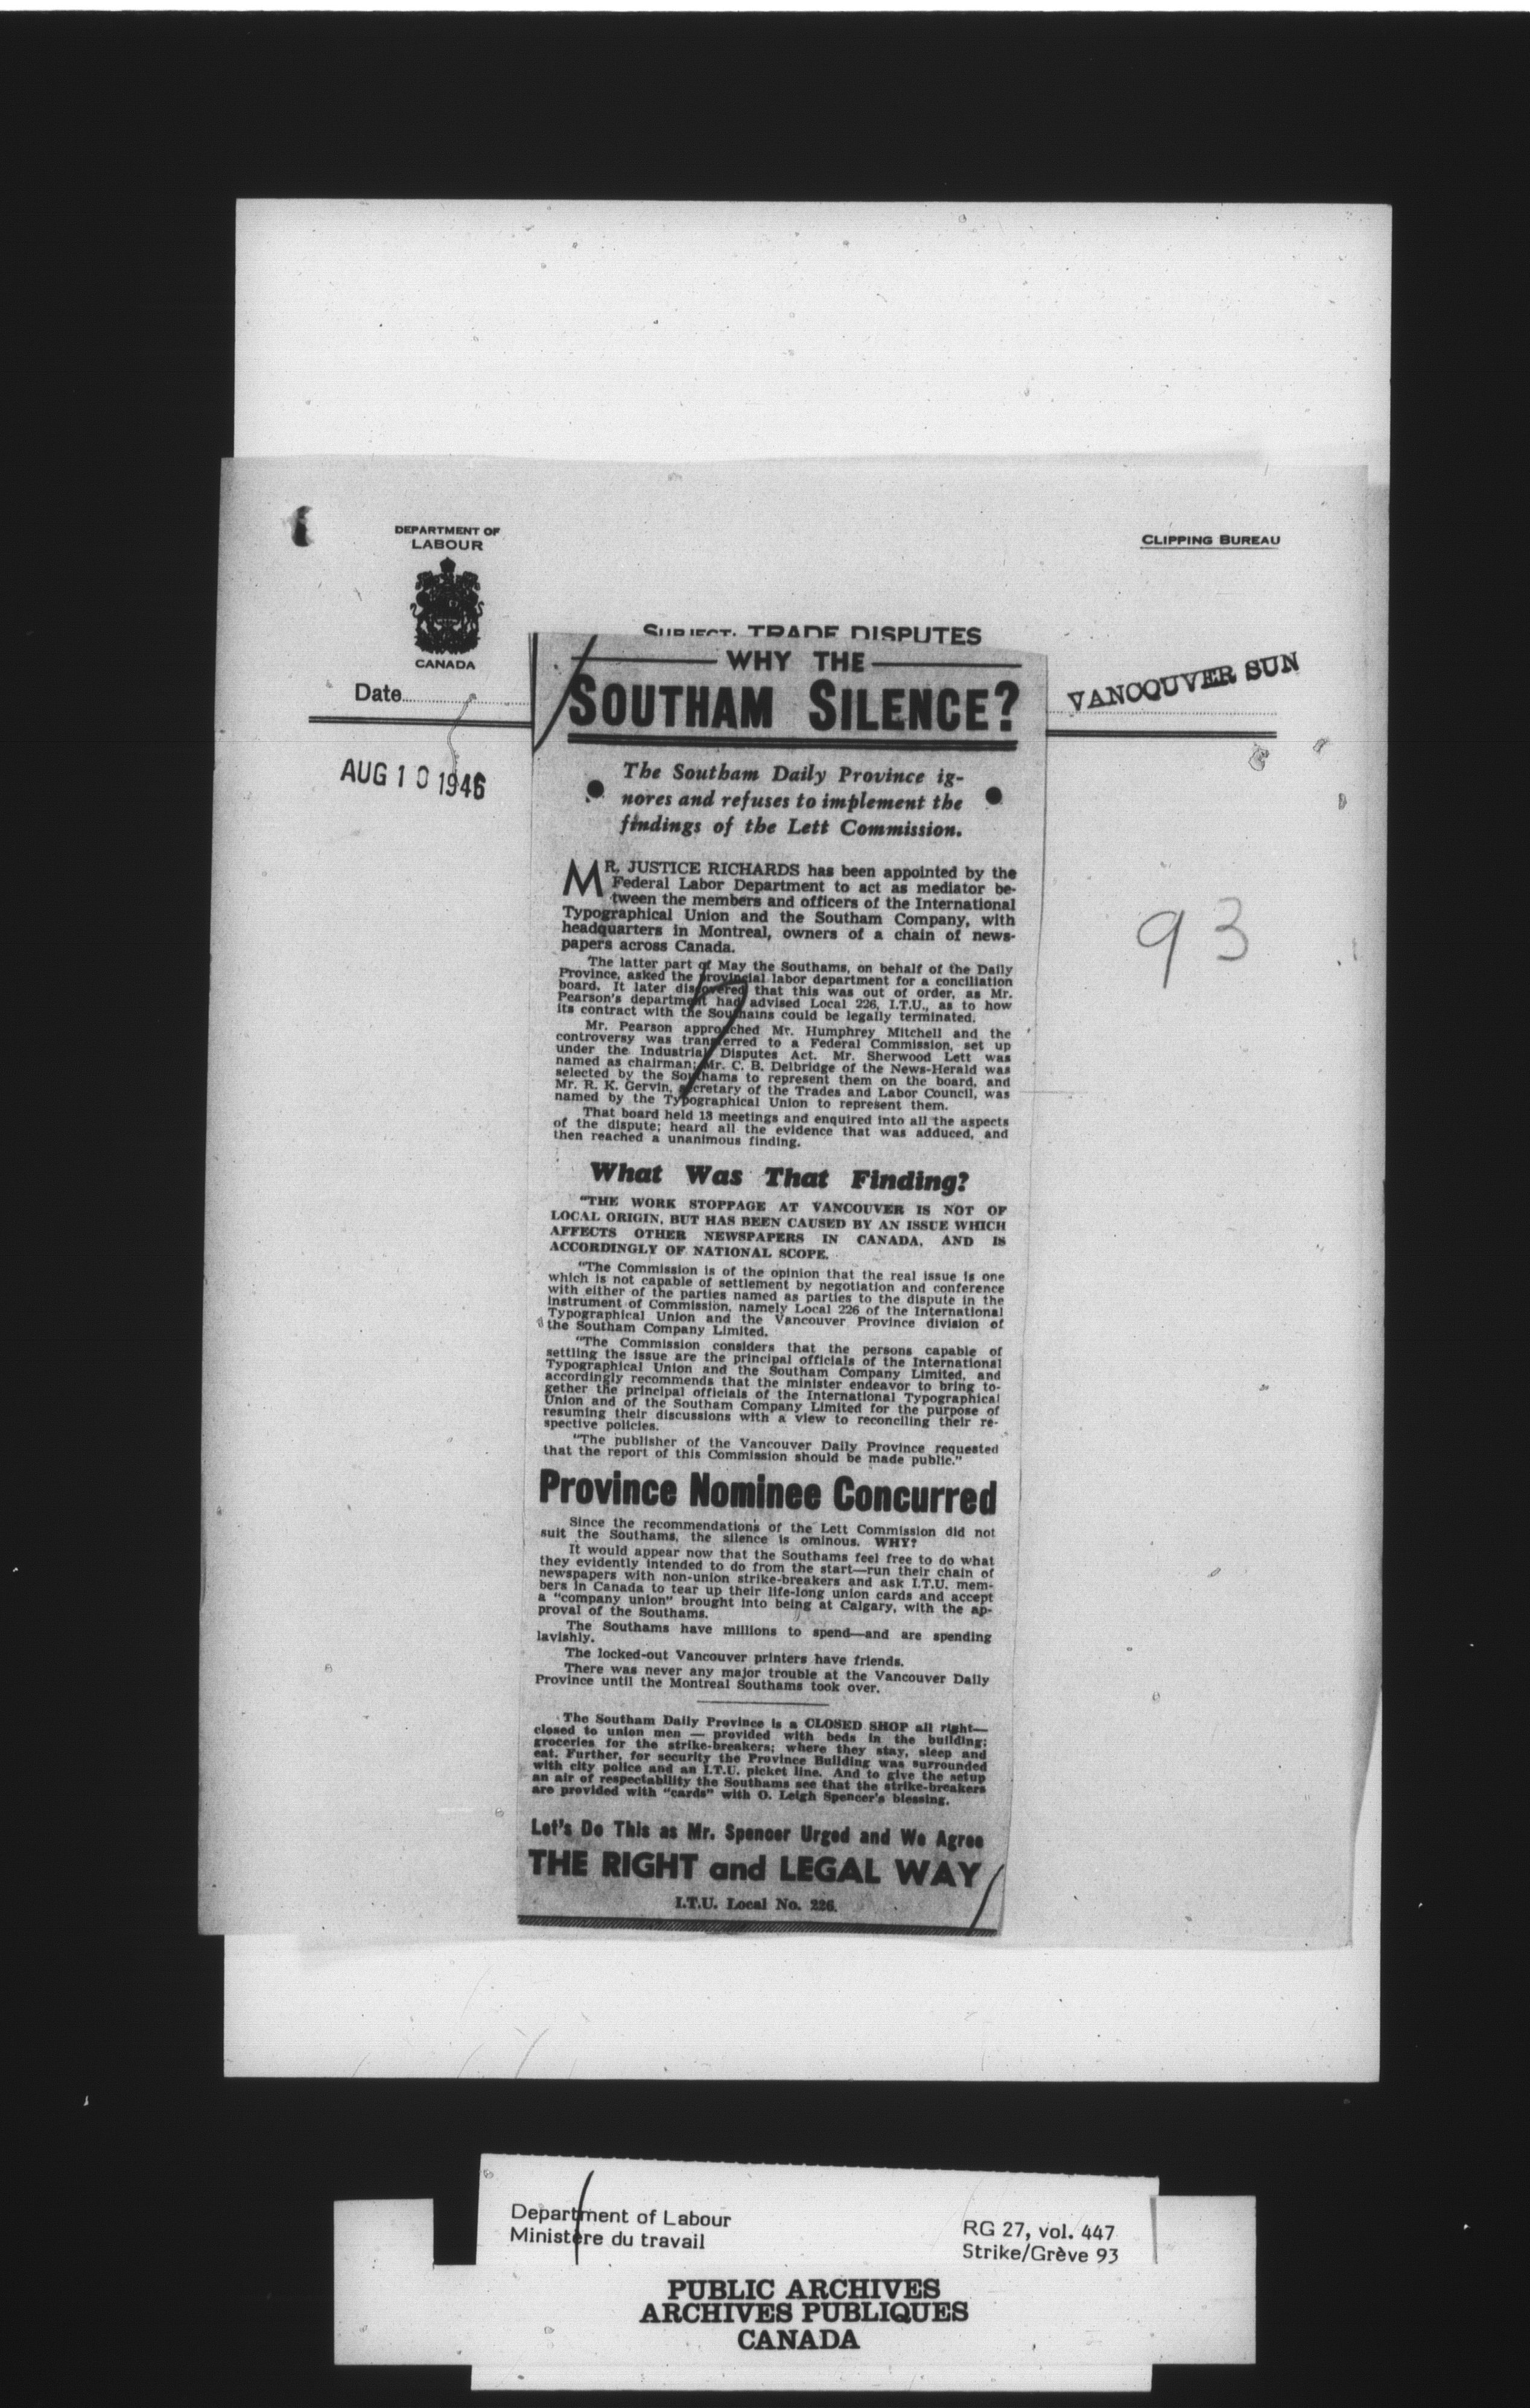 DEPARTMENT OF
LABOUR
CANADA
CLIPPING BUREAU
SUBJECT: TRADE DISPUTES
Date
VANCOUVER SUN
AUG 10 1946
93
WHY THE
SOUTHAM SILENCE?
The Southam Daily Province ig-
nores and refuses to implement the
findings of the Lett Commission.
MR. JUSTICE RICHARDS has been appointed by the
Federal Labor Department to act as mediator be-
tween the members and officers of the International
Typographical Union and the Southam Company, with
headquarters in Montreal, owners of a chain of news-
papers across Canada.
The latter part of May the Southams, on behalf of the Daily
Province, asked the provincial labor department for a conciliation
board. It later discovered that this was out of order, as Mr.
Pearson's department had advised Local 226, I.T.U., as to how
its contract with the Southams could be legally terminated.
Mr. Pearson approached Mr. Humphrey Mitchell and the
controversy was transferred to a Federal Commission, set up
under the Industrial Disputes Act. Mr. Sherwood Lett was
named as chairman; Mr. C. B. Delbridge of the News-Herald was
selected by the Southams to represent them on the board, and
Mr. R. K. Gervin, secretary of the Trades and Labor Council, was
named by the Typographical Union to represent them.
That board held 13 meetings and enquired into all the aspects
of the dispute; heard all the evidence that was adduced, and
then reached a unanimous finding.
What Was That Finding?
"THE WORK STOPPAGE AT VANCOUVER IS NOT OF
LOCAL ORIGIN, BUT HAS BEEN CAUSED BY AN ISSUE WHICH
AFFECTS OTHER NEWSPAPERS IN CANADA, AND IS
ACCORDINGLY OF NATIONAL SCOPE.
"The Commission is of the opinion that the real issue is one
which is not capable of settlement by negotiation and conference
with either of the parties named as parties to the dispute in the
instrument of Commission, namely Local 226 of the International
Typographical Union and the Vancouver Province division of
the Southam Company Limited.
"The Commission considers that the persons capable of
settling the issue are the principal officials of the International
Typographical Union and the Southam Company Limited, and
accordingly recommends that the minister endeavor to bring to-
gether the principal officials of the International Typographical
Union and of the Southam Company Limited for the purpose of
resuming their discussions with a view to reconciling their re-
spective policies.
"The publisher of the Vancouver Daily Province requested
that the report of this Commission should be made public."
Province Nominee Concurred
Since the recommendations of the Lett Commission did not
suit the Southams, the silence is ominous. WHY?
It would appear now that the Southams feel free to do what
they evidently intended to do from the start—run their chain of
newspapers with non-union strike-breakers and ask I.T.U. mem-
bers in Canada to tear up their life-long union cards and accept
a "company union" brought into being at Calgary, with the ap-
proval of the Southams.
The Southams have millions to spend—and are spending
lavishly.
The locked-out Vancouver printers have friends.
There was never any major trouble at the Vancouver Daily
Province until the Montreal Southams took over.
The Southam Daily Province is a CLOSED SHOP all right—
closed to union men — provided with beds in the building;
groceries for the strike-breakers; where they stay, sleep and
eat. Further, for security the Province Building was surrounded
with city police and an I.T.U. picket line. And to give the setup
an air of respectability the Southams see that the strike-breakers
are provided with "cards" with O. Leigh Spencer's blessing.
Let's Do This as Mr. Spencer Urged and We Agree
THE RIGHT and LEGAL WAY
I.T.U. Local No. 226.
Department of Labour
Ministère du travail
RG 27, vol. 447
Strike/Grève 93
PUBLIC ARCHIVES
ARCHIVES PUBLIQUES
CANADA